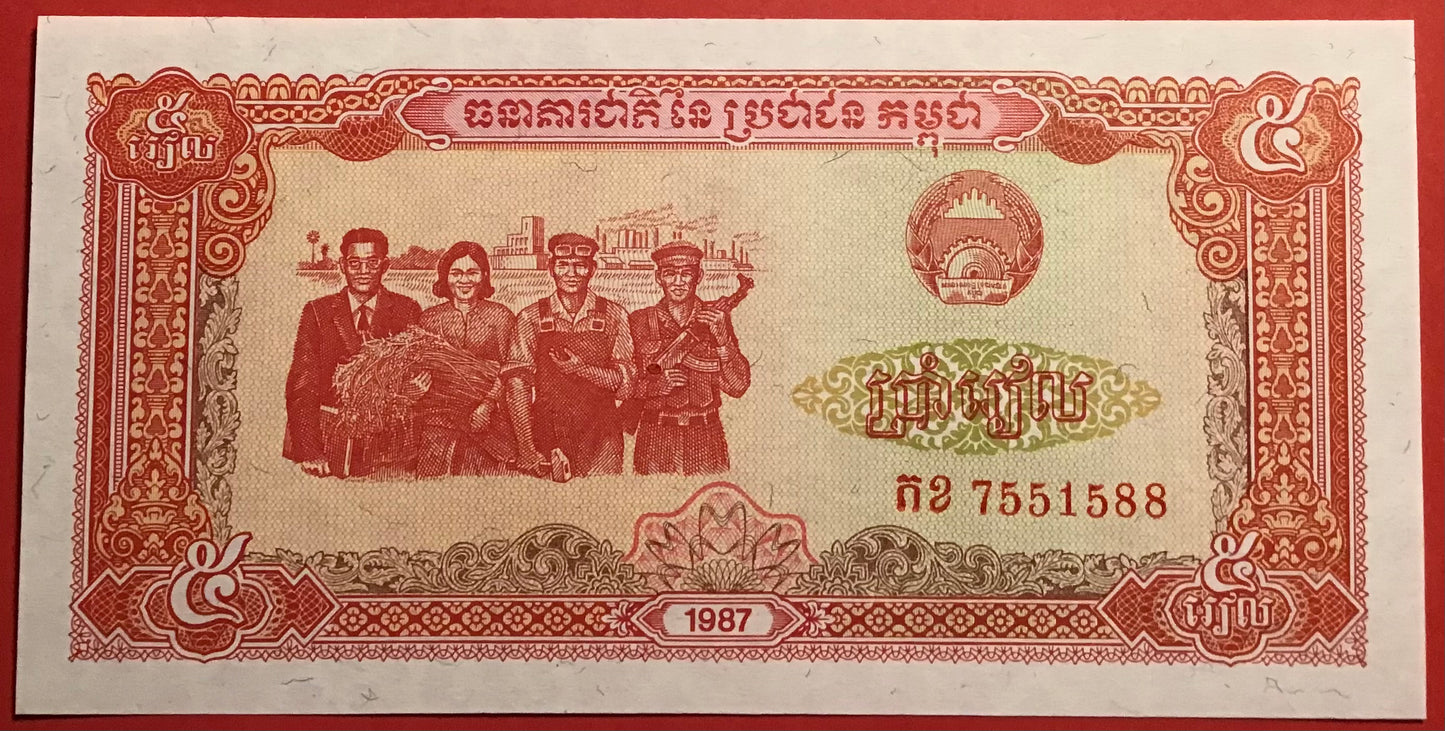 ធនាគារជាតិ នៃ ប្រជាជន កម្ពុជា
៥
រៀល
៥
ប្រាំរៀល
កខ 7551588
៥
1987
៥
រៀល